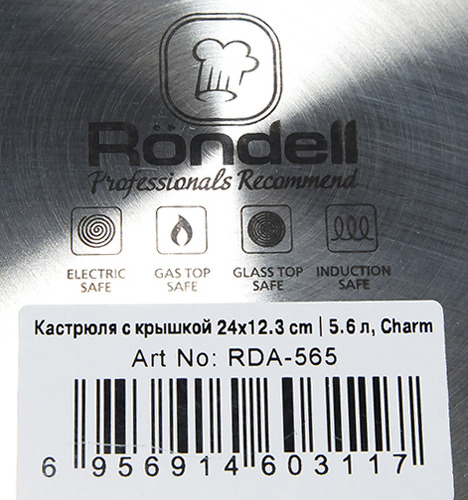 Röndell
Professionals Recommend
ELECTRIC SAFE
GAS TOP SAFE
GLASS TOP SAFE
INDUCTION SAFE
Кастрюля с крышкой 24x12.3 cm | 5.6 л, Charm
Art No: RDA-565
6 956914 603117